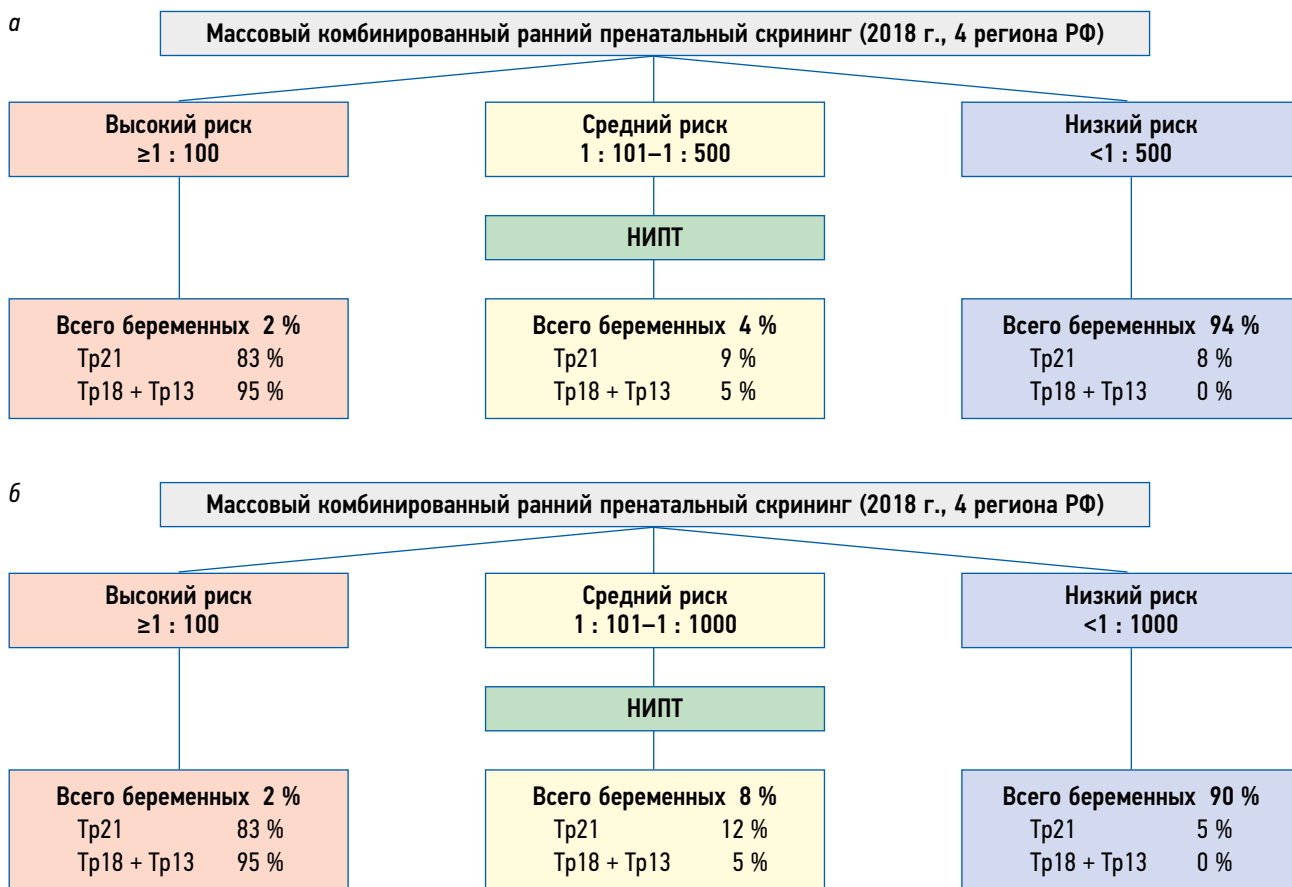 а
Массовый комбинированный ранний пренатальный скрининг (2018 г., 4 региона РФ)
Высокий риск
≥1 : 100
Средний риск
1 : 101–1 : 500
Низкий риск
<1 : 500
НИПТ
Всего беременных 2 %
Тр21 83 %
Тр18 + Тр13 95 %
Всего беременных 4 %
Тр21 9 %
Тр18 + Тр13 5 %
Всего беременных 94 %
Тр21 8 %
Тр18 + Тр13 0 %
б
Массовый комбинированный ранний пренатальный скрининг (2018 г., 4 региона РФ)
Высокий риск
≥1 : 100
Средний риск
1 : 101–1 : 1000
Низкий риск
<1 : 1000
НИПТ
Всего беременных 2 %
Тр21 83 %
Тр18 + Тр13 95 %
Всего беременных 8 %
Тр21 12 %
Тр18 + Тр13 5 %
Всего беременных 90 %
Тр21 5 %
Тр18 + Тр13 0 %